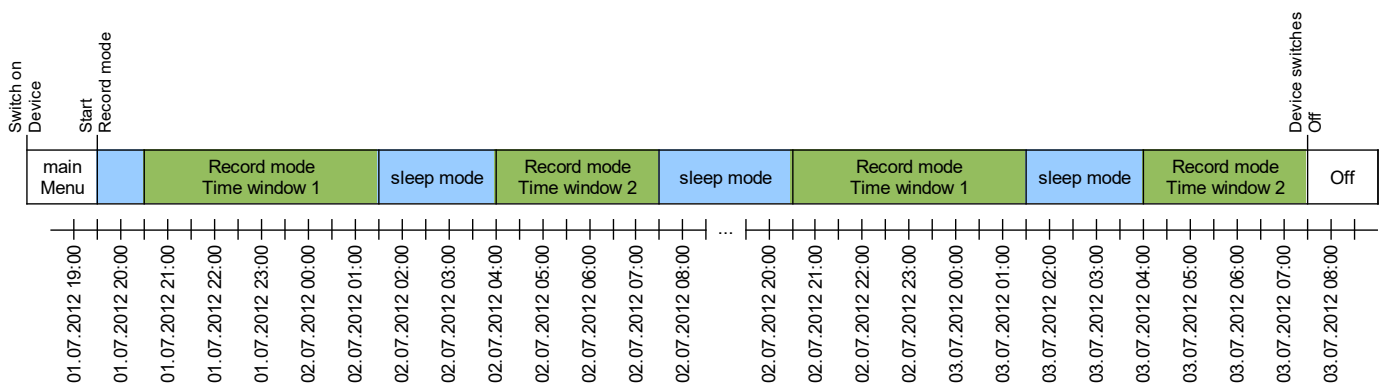 Switch on
Device
Start
Record mode
Device switches
Off
main
Menu
Record mode
Time window 1
sleep mode
Record mode
Time window 2
sleep mode
Record mode
Time window 1
sleep mode
Record mode
Time window 2
Off
...
01.07.2012 19:00
01.07.2012 20:00
01.07.2012 21:00
01.07.2012 22:00
01.07.2012 23:00
02.07.2012 00:00
02.07.2012 01:00
02.07.2012 02:00
02.07.2012 03:00
02.07.2012 04:00
02.07.2012 05:00
02.07.2012 06:00
02.07.2012 07:00
02.07.2012 08:00
02.07.2012 20:00
02.07.2012 21:00
02.07.2012 22:00
02.07.2012 23:00
03.07.2012 00:00
03.07.2012 01:00
03.07.2012 02:00
03.07.2012 03:00
03.07.2012 04:00
03.07.2012 05:00
03.07.2012 06:00
03.07.2012 07:00
03.07.2012 08:00